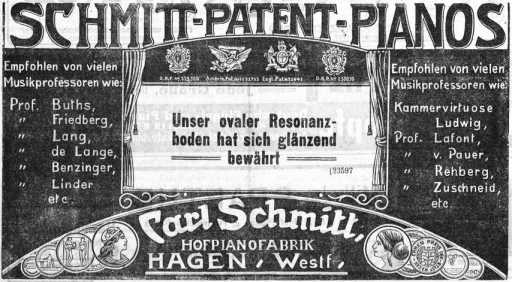 SCHMITT-PATENT-PIANOS
Empfohlen von vielen
Musikprofessoren wie:
Prof. Buths,
" Friedberg,
" Lang,
" de Lange,
" Benzinger,
" Linder
etc.
Unser ovaler Resonanz-
boden hat sich glänzend
bewährt
(23597
Empfohlen von vielen
Musikprofessoren wie:
Kammervirtuose
Ludwig,
Prof. Lafont,
" v. Pauer,
" Rehberg,
" Zuschneid,
etc.
Carl Schmitt,
HOFPIANOFABRIK
HAGEN, Westf,